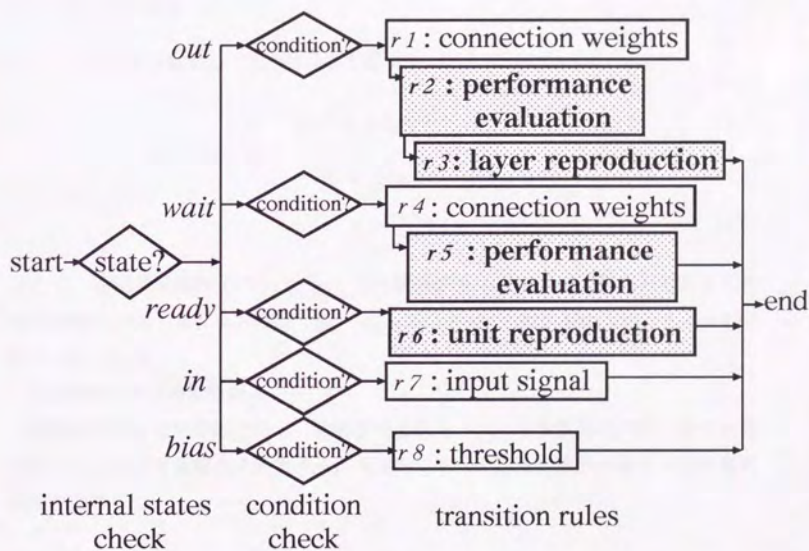 out
condition?
r1 : connection weights
r2 : performance
evaluation
r3: layer reproduction
wait
condition?
r4 : connection weights
r5 : performance
evaluation
start
state?
end
ready
condition?
r6 : unit reproduction
in
condition?
r7 : input signal
bias
condition?
r8 : threshold
internal states
check
condition
check
transition rules